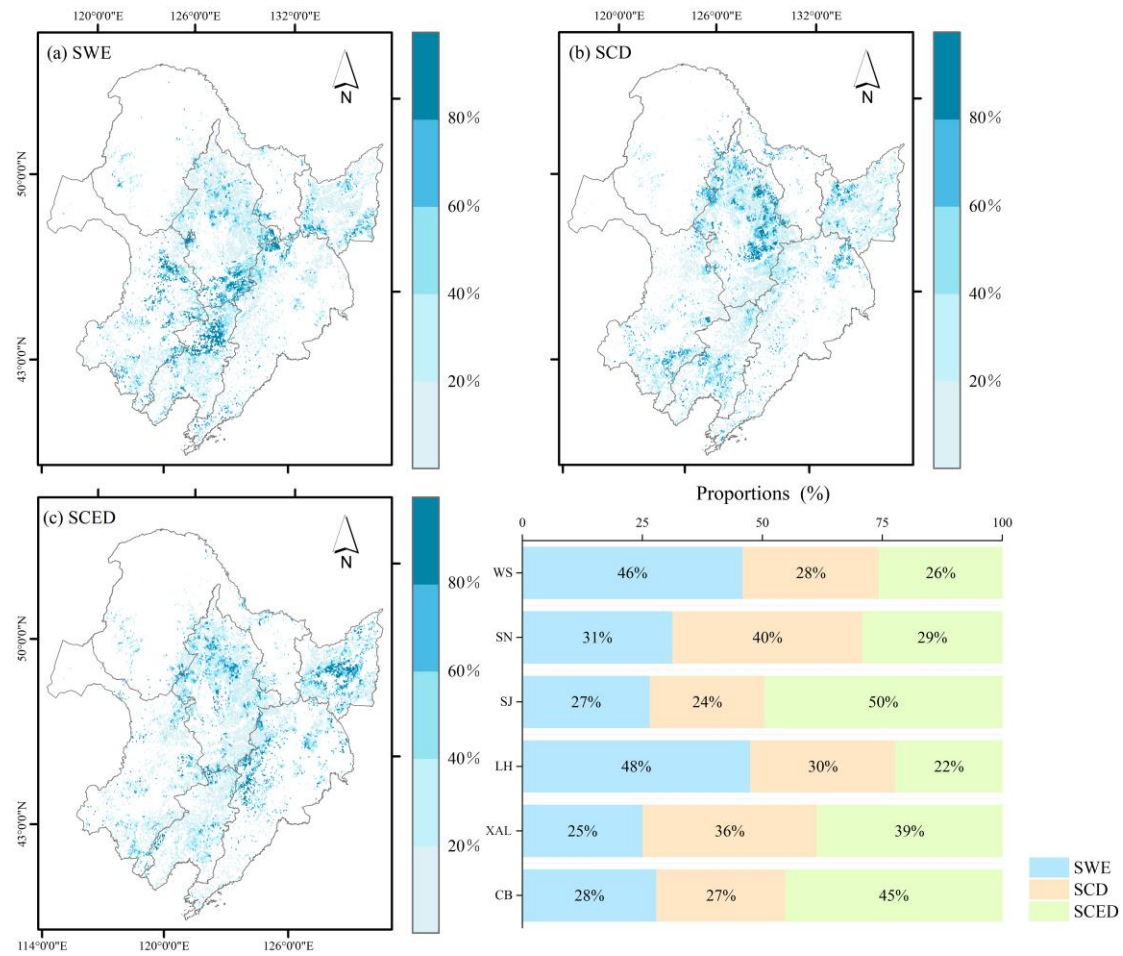 120°0'0"E 126°0'0"E 132°0'0"E
(a) SWE
N
80%
60%
40%
20%
50°0'0"N
43°0'0"N
120°0'0"E 126°0'0"E 132°0'0"E
(b) SCD
N
80%
60%
40%
20%
(c) SCED
N
80%
60%
40%
20%
50°0'0"N
43°0'0"N
114°0'0"E 120°0'0"E 126°0'0"E
Proportions (%)
0 25 50 75 100
WS 46% 28% 26%
SN 31% 40% 29%
SJ 27% 24% 50%
LH 48% 30% 22%
XAL 25% 36% 39%
CB 28% 27% 45%
SWE
SCD
SCED